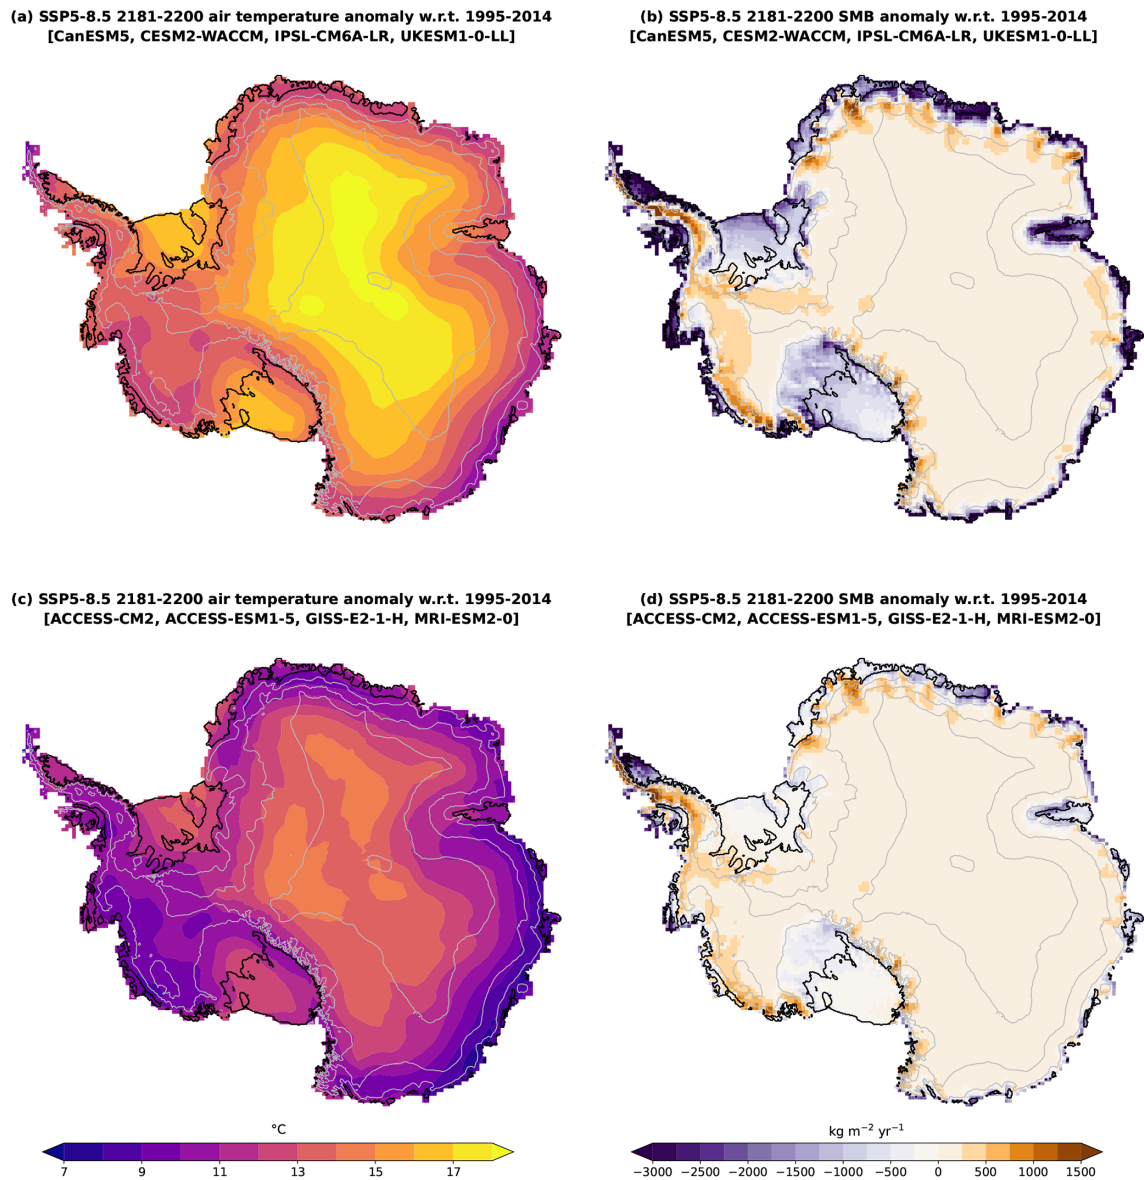 (a) SSP5-8.5 2181-2200 air temperature anomaly w.r.t. 1995-2014
[CanESM5, CESM2-WACCM, IPSL-CM6A-LR, UKESM1-0-LL]
(b) SSP5-8.5 2181-2200 SMB anomaly w.r.t. 1995-2014
[CanESM5, CESM2-WACCM, IPSL-CM6A-LR, UKESM1-0-LL]
(c) SSP5-8.5 2181-2200 air temperature anomaly w.r.t. 1995-2014
[ACCESS-CM2, ACCESS-ESM1-5, GISS-E2-1-H, MRI-ESM2-0]
(d) SSP5-8.5 2181-2200 SMB anomaly w.r.t. 1995-2014
[ACCESS-CM2, ACCESS-ESM1-5, GISS-E2-1-H, MRI-ESM2-0]
°C
7 9 11 13 15 17
kg m⁻² yr⁻¹
−3000 −2500 −2000 −1500 −1000 −500 0 500 1000 1500